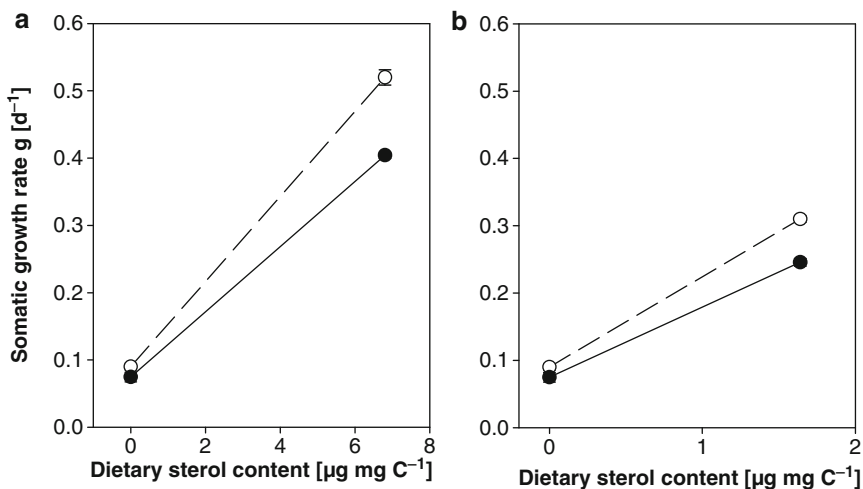 a
Somatic growth rate g [d⁻¹]
0.6
0.5
0.4
0.3
0.2
0.1
0.0
0 2 4 6 8
Dietary sterol content [µg mg C⁻¹]
b
0.6
0.5
0.4
0.3
0.2
0.1
0.0
0 1 2
Dietary sterol content [µg mg C⁻¹]